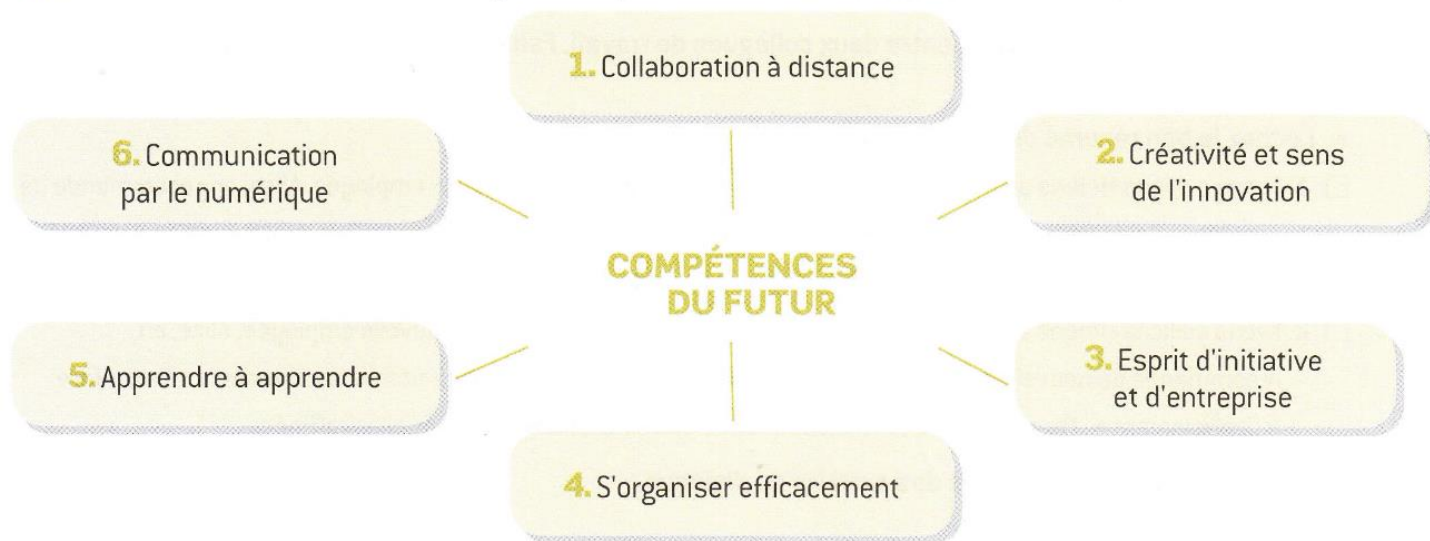 1. Collaboration à distance
2. Créativité et sens
de l'innovation
3. Esprit d'initiative
et d'entreprise
4. S'organiser efficacement
5. Apprendre à apprendre
6. Communication
par le numérique
COMPÉTENCES
DU FUTUR